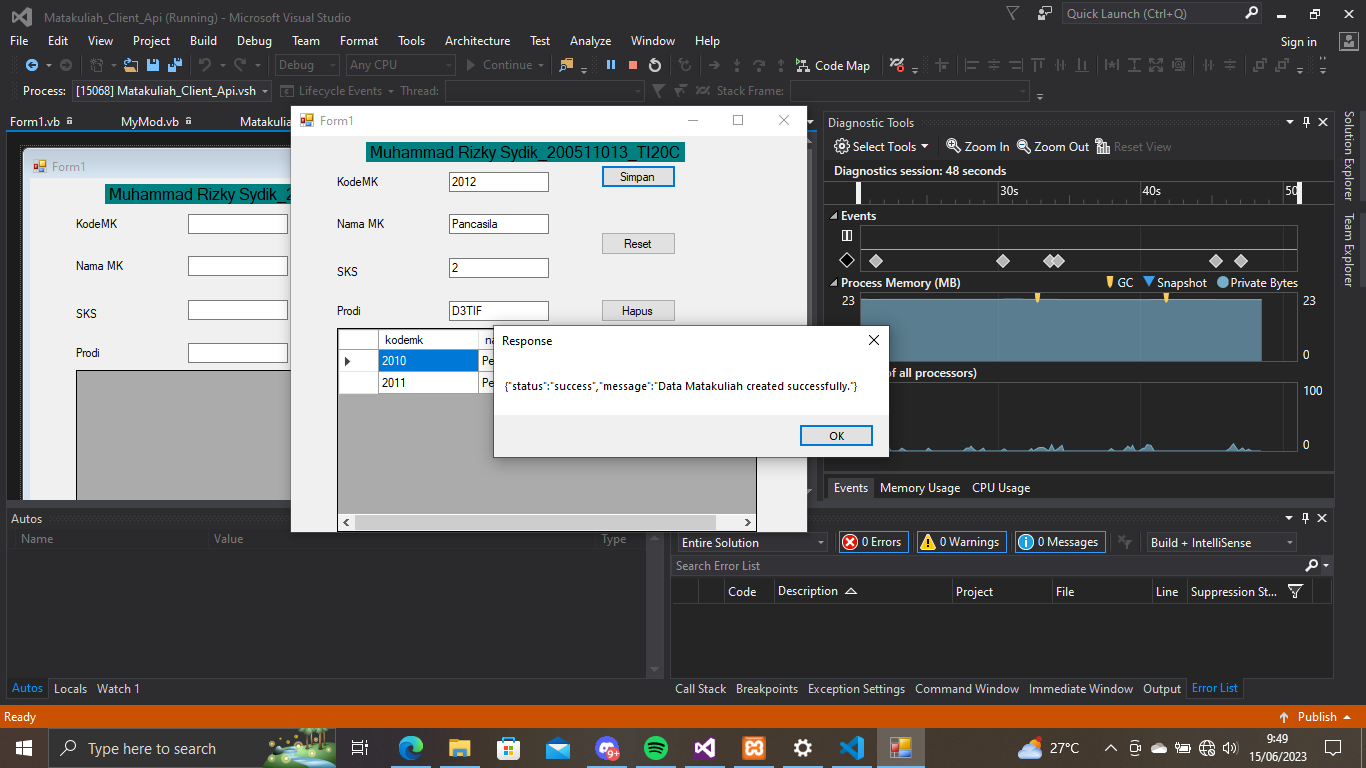 Matakuliah_Client_Api (Running) - Microsoft Visual Studio
Quick Launch (Ctrl+Q)
File Edit View Project Build Debug Team Format Tools Architecture Test Analyze Window Help
Sign in
Debug Any CPU Continue Code Map
Process: [15068] Matakuliah_Client_Api.vsh Lifecycle Events Thread: Stack Frame:
Form1.vb MyMod.vb Matakulia
Form1
Muhammad Rizky Sydik_2
KodeMK
Nama MK
SKS
Prodi
Form1
Muhammad Rizky Sydik_200511013_TI20C
KodeMK 2012 Simpan
Nama MK Pancasila
Reset
SKS 2
Prodi D3TIF Hapus
kodemk na
2010 Pe
2011 Pe
Response
{"status":"success","message":"Data Matakuliah created successfully."}
OK
Diagnostic Tools
Select Tools Zoom In Zoom Out Reset View
Diagnostics session: 48 seconds
30s 40s 50
Events
Process Memory (MB) GC Snapshot Private Bytes
23 23
0
of all processors)
100
0
Events Memory Usage CPU Usage
Solution Explorer
Team Explorer
Autos
Name Value Type
Autos Locals Watch 1
Entire Solution 0 Errors 0 Warnings 0 Messages Build + IntelliSense
Search Error List
Code Description Project File Line Suppression St...
Call Stack Breakpoints Exception Settings Command Window Immediate Window Output Error List
Ready
Publish
Type here to search
9+
27°C
9:49
15/06/2023